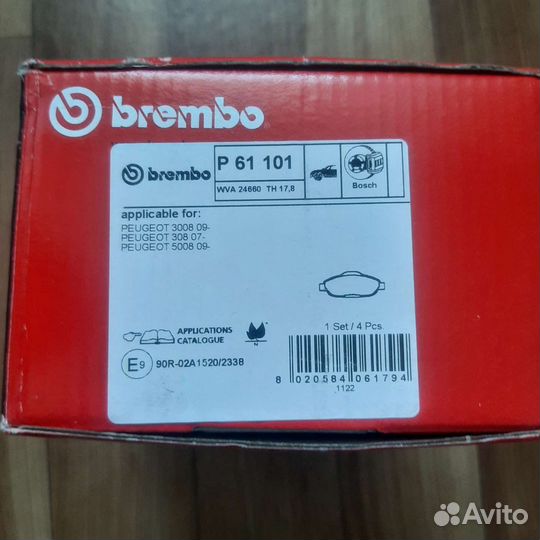 brembo
brembo
P 61 101
WVA 24660 TH 17,8
Bosch
applicable for:
PEUGEOT 3008 09-
PEUGEOT 308 07-
PEUGEOT 5008 09-
1 Set / 4 Pcs.
APPLICATIONS
CATALOGUE
N
E9
90R-02A1520/2338
8 020584 061794
1122
Avito